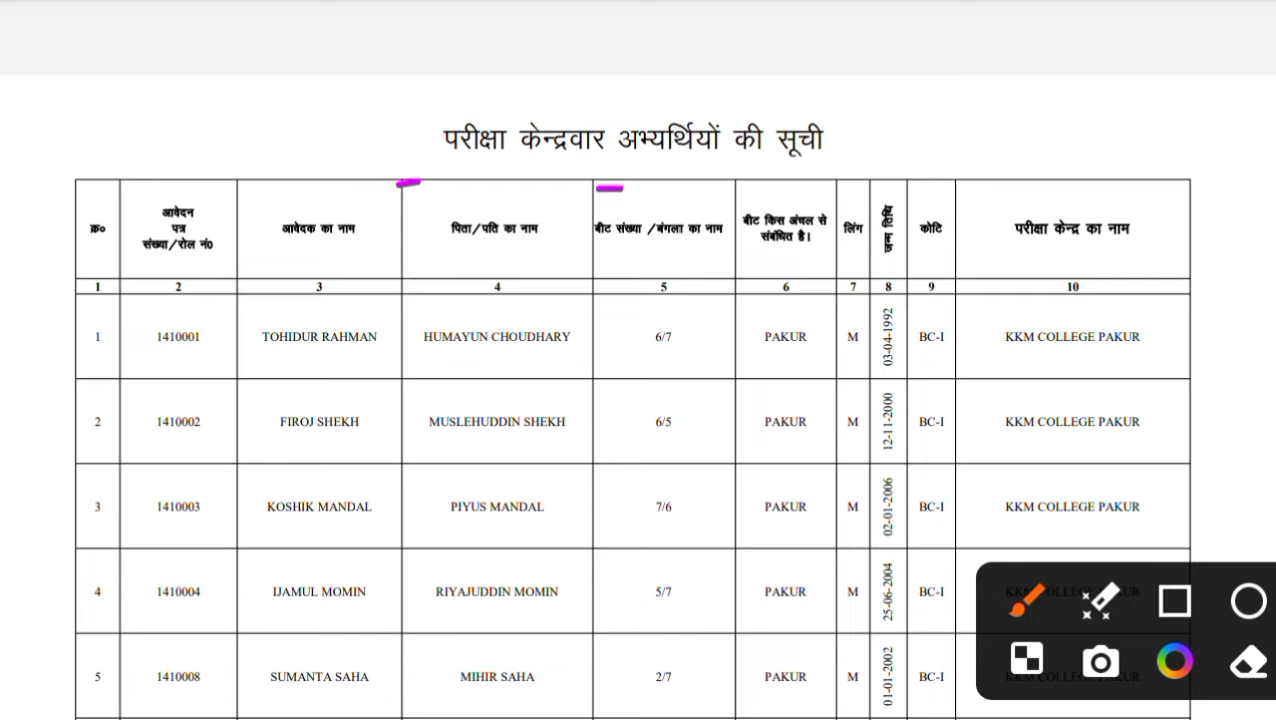 परीक्षा केन्द्रवार अभ्यर्थियों की सूची
क्र० आवेदन पत्र संख्या/रोल नं० आवेदक का नाम पिता/पति का नाम बीट संख्या /बंगला का नाम बीट किस अंचल से संबंधित है। लिंग जन्म तिथि कोटि परीक्षा केन्द्र का नाम
1 2 3 4 5 6 7 8 9 10
1 1410001 TOHIDUR RAHMAN HUMAYUN CHOUDHARY 6/7 PAKUR M 03-04-1992 BC-I KKM COLLEGE PAKUR
2 1410002 FIROJ SHEKH MUSLEHUDDIN SHEKH 6/5 PAKUR M 12-11-2000 BC-I KKM COLLEGE PAKUR
3 1410003 KOSHIK MANDAL PIYUS MANDAL 7/6 PAKUR M 02-01-2006 BC-I KKM COLLEGE PAKUR
4 1410004 IJAMUL MOMIN RIYAJUDDIN MOMIN 5/7 PAKUR M 25-06-2004 BC-I
5 1410008 SUMANTA SAHA MIHIR SAHA 2/7 PAKUR M 01-01-2002 BC-I